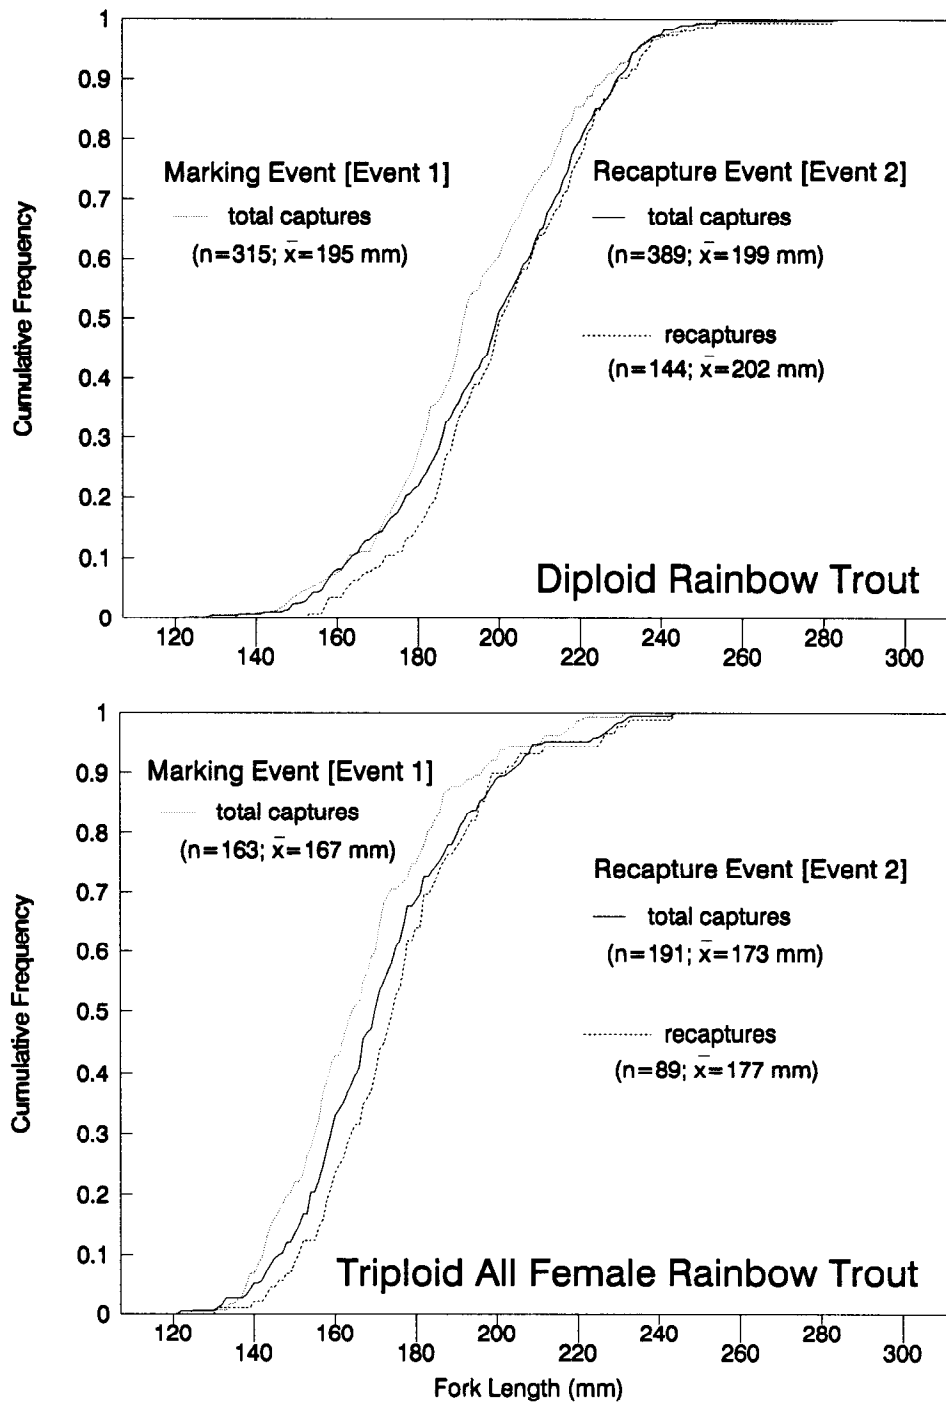 Cumulative Frequency
1
0.9
0.8
0.7
0.6
0.5
0.4
0.3
0.2
0.1
0
Marking Event [Event 1]
total captures
(n=315; x̄=195 mm)
Recapture Event [Event 2]
total captures
(n=389; x̄=199 mm)
recaptures
(n=144; x̄=202 mm)
Diploid Rainbow Trout
120 160 200 240 280
140 180 220 260 300
Cumulative Frequency
1
0.9
0.8
0.7
0.6
0.5
0.4
0.3
0.2
0.1
0
Marking Event [Event 1]
total captures
(n=163; x̄=167 mm)
Recapture Event [Event 2]
total captures
(n=191; x̄=173 mm)
recaptures
(n=89; x̄=177 mm)
Triploid All Female Rainbow Trout
120 160 200 240 280
140 180 220 260 300
Fork Length (mm)